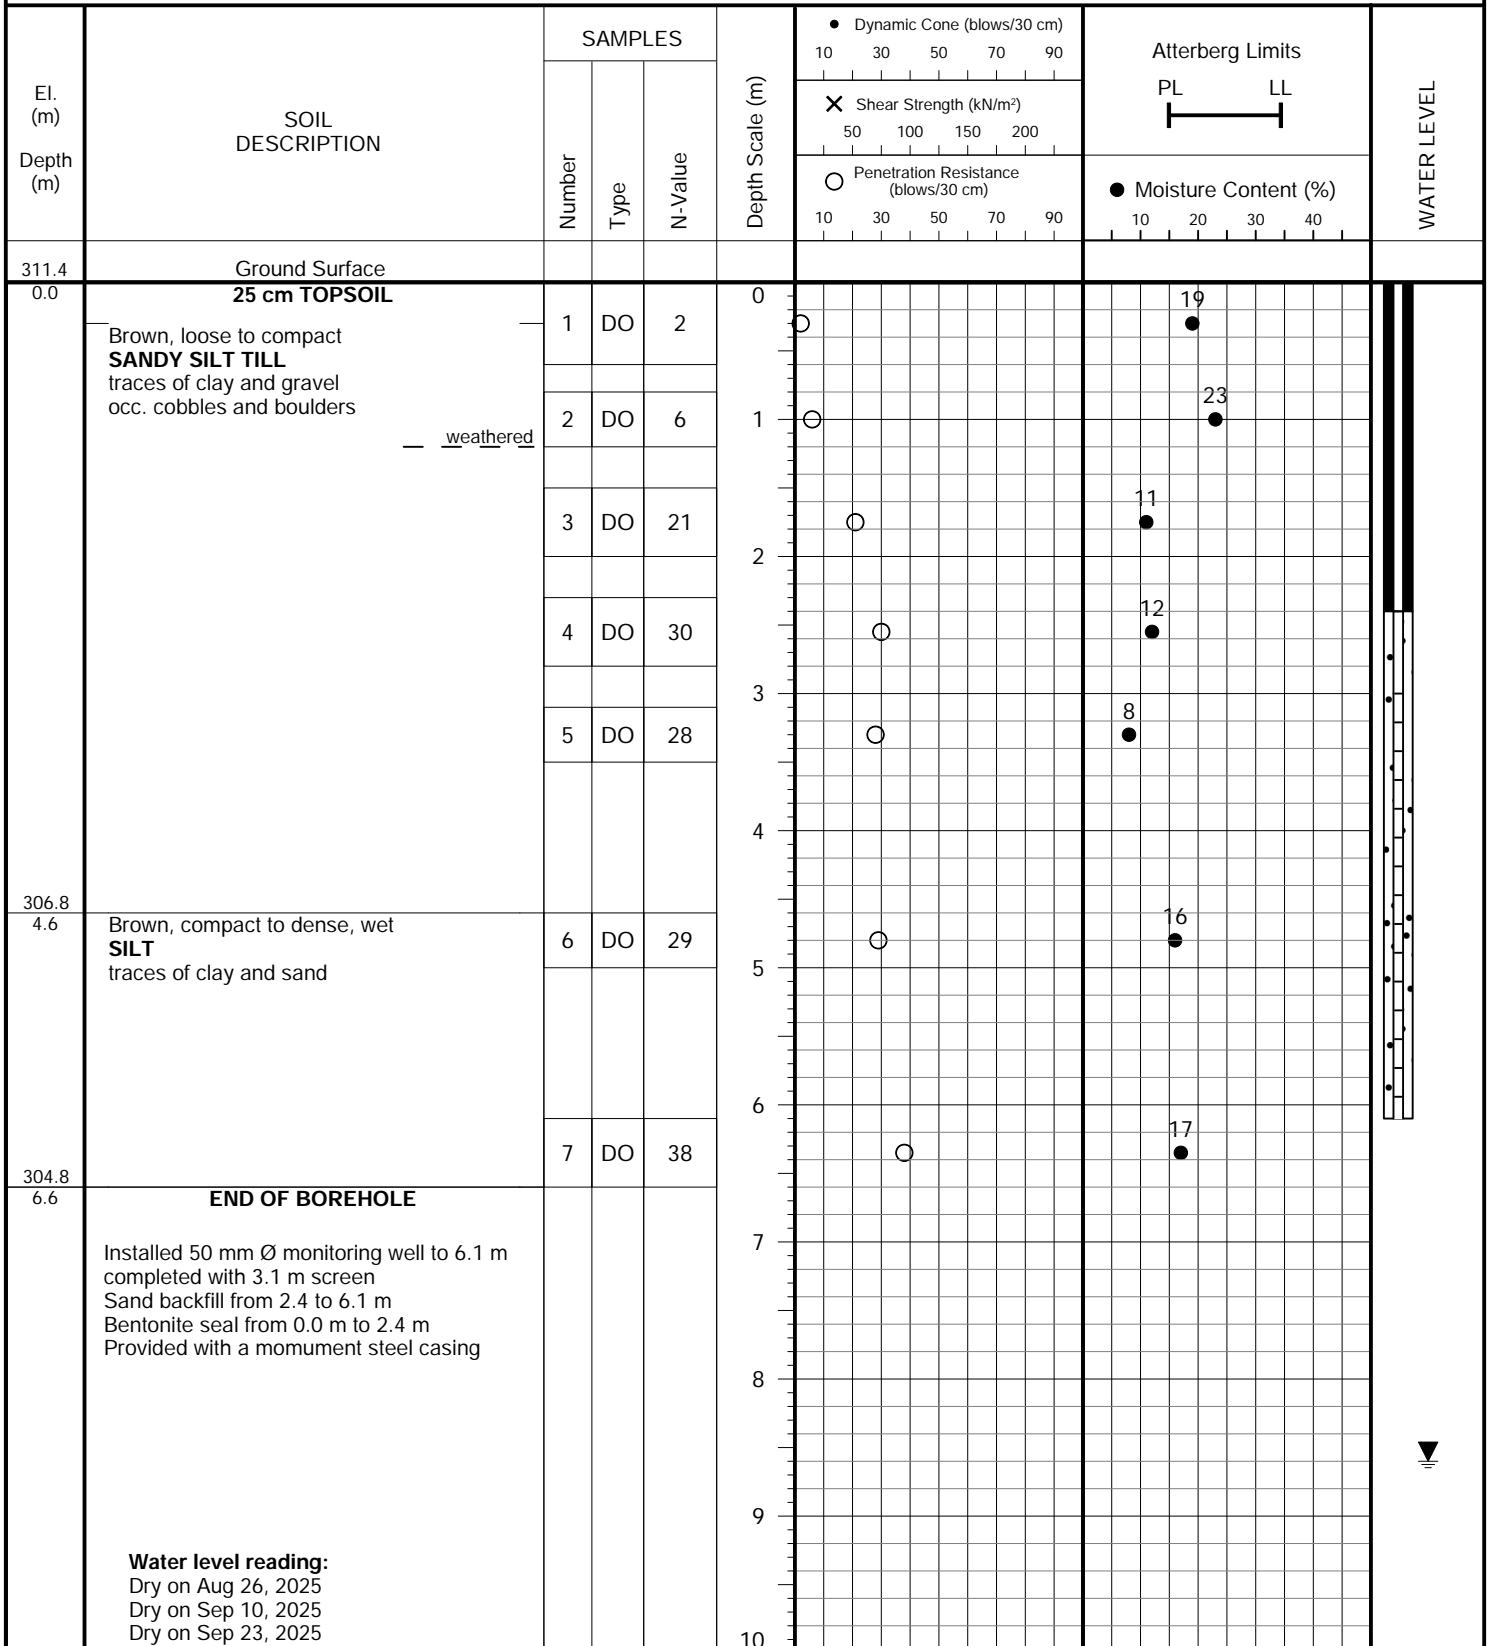 El.
(m)
Depth
(m)
SOIL
DESCRIPTION
SAMPLES
Number
Type
N-Value
Depth Scale (m)
Dynamic Cone (blows/30 cm)
10 30 50 70 90
Shear Strength (kN/m²)
50 100 150 200
Penetration Resistance
(blows/30 cm)
10 30 50 70 90
Atterberg Limits
PL LL
Moisture Content (%)
10 20 30 40
WATER LEVEL
311.4 Ground Surface
0.0 25 cm TOPSOIL 0
1 DO 2 19
Brown, loose to compact
SANDY SILT TILL
traces of clay and gravel
occ. cobbles and boulders
2 DO 6 1 23
weathered
3 DO 21 11
2
4 DO 30 12
3
5 DO 28 8
4
306.8
4.6 Brown, compact to dense, wet
SILT
traces of clay and sand
6 DO 29 16
5
6
7 DO 38 17
304.8
6.6 END OF BOREHOLE
7
Installed 50 mm Ø monitoring well to 6.1 m
completed with 3.1 m screen
Sand backfill from 2.4 to 6.1 m
Bentonite seal from 0.0 m to 2.4 m
Provided with a momument steel casing
8
9
Water level reading:
Dry on Aug 26, 2025
Dry on Sep 10, 2025
Dry on Sep 23, 2025
10